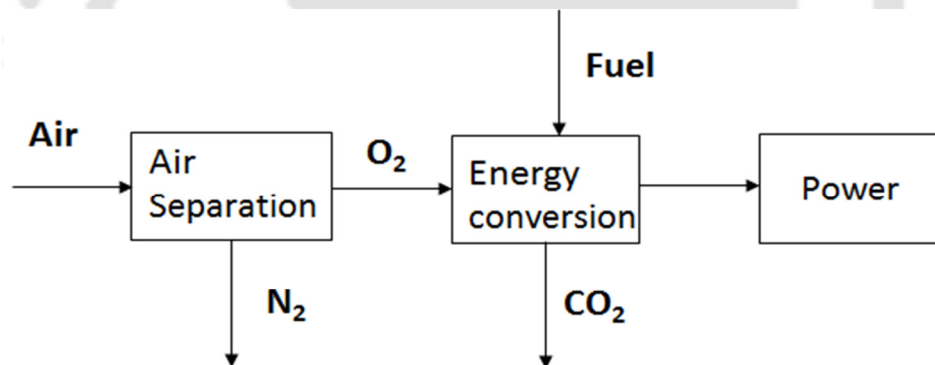 Fuel
Air
Air
Separation
O₂
Energy
conversion
Power
N₂
CO₂